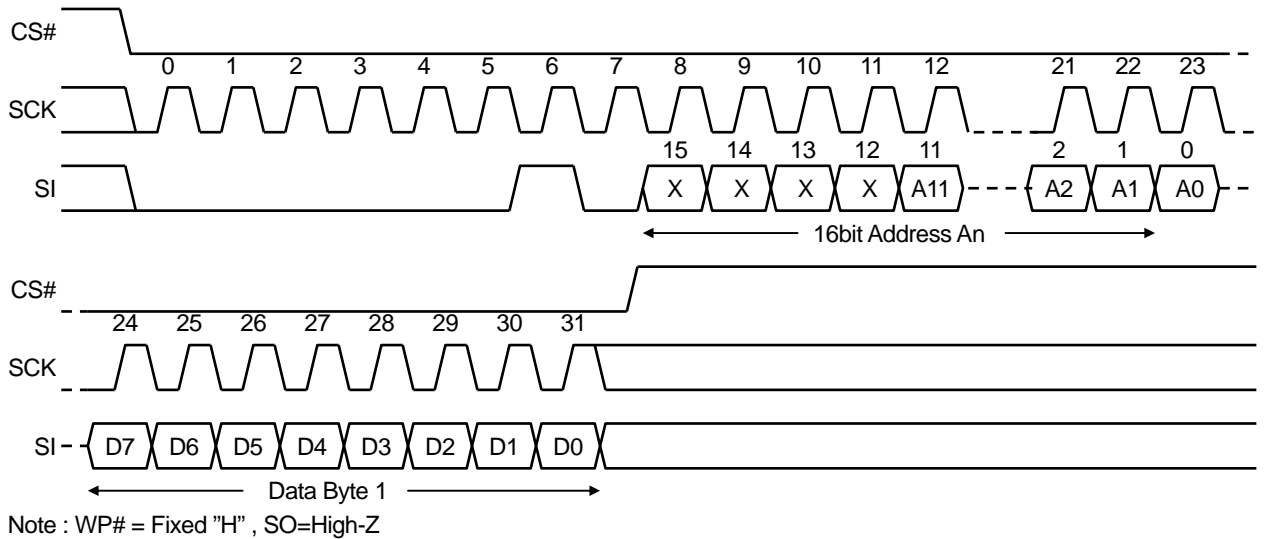 CS#
0 1 2 3 4 5 6 7 8 9 10 11 12 21 22 23
SCK
15 14 13 12 11 2 1 0
SI X X X X A11 A2 A1 A0
16bit Address An
CS#
24 25 26 27 28 29 30 31
SCK
SI D7 D6 D5 D4 D3 D2 D1 D0
Data Byte 1
Note : WP# = Fixed ”H” , SO=High-Z